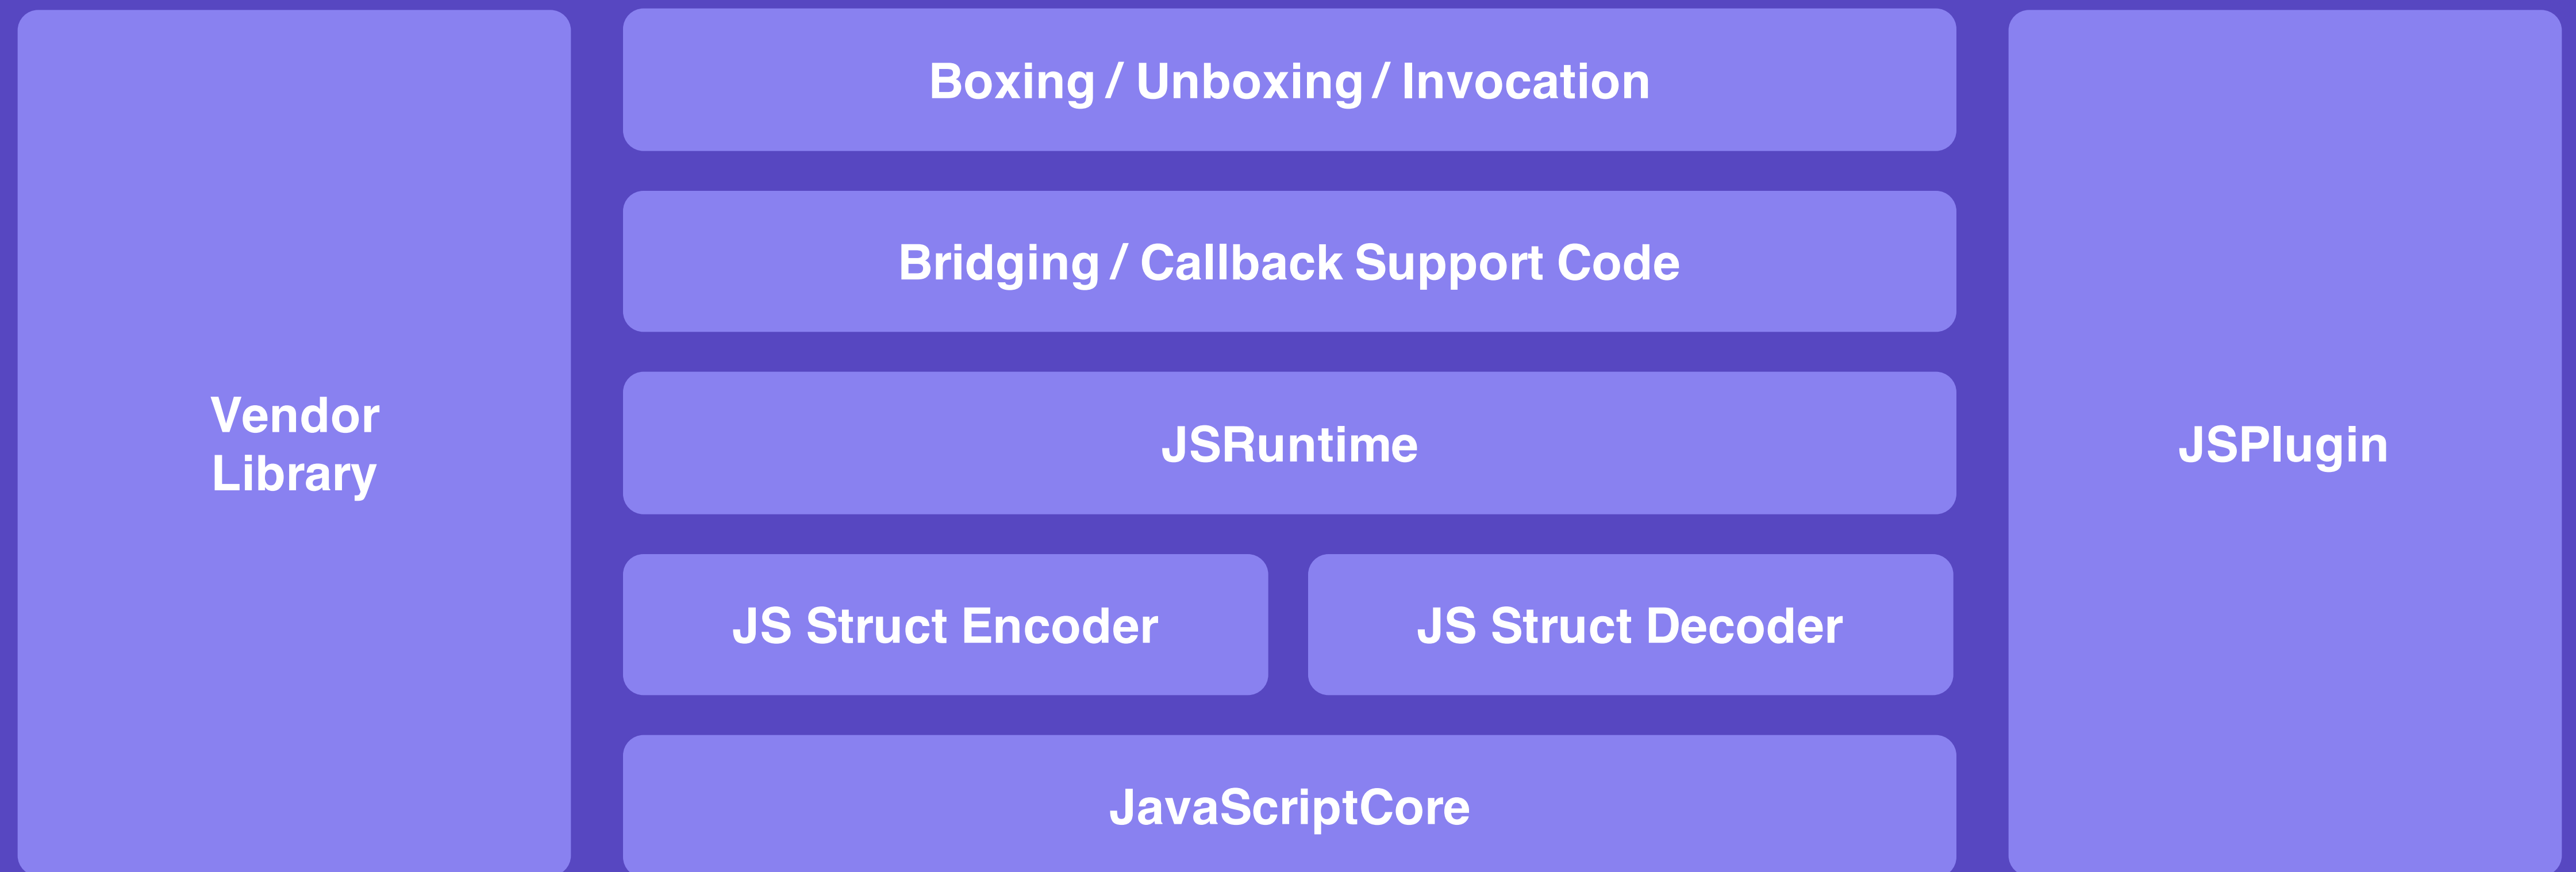 Vendor
Library
Boxing / Unboxing / Invocation
Bridging / Callback Support Code
JSRuntime
JS Struct Encoder
JS Struct Decoder
JavaScriptCore
JSPlugin